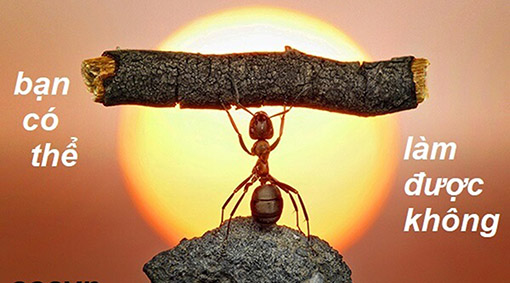 bạn
có
thể
làm
được
không